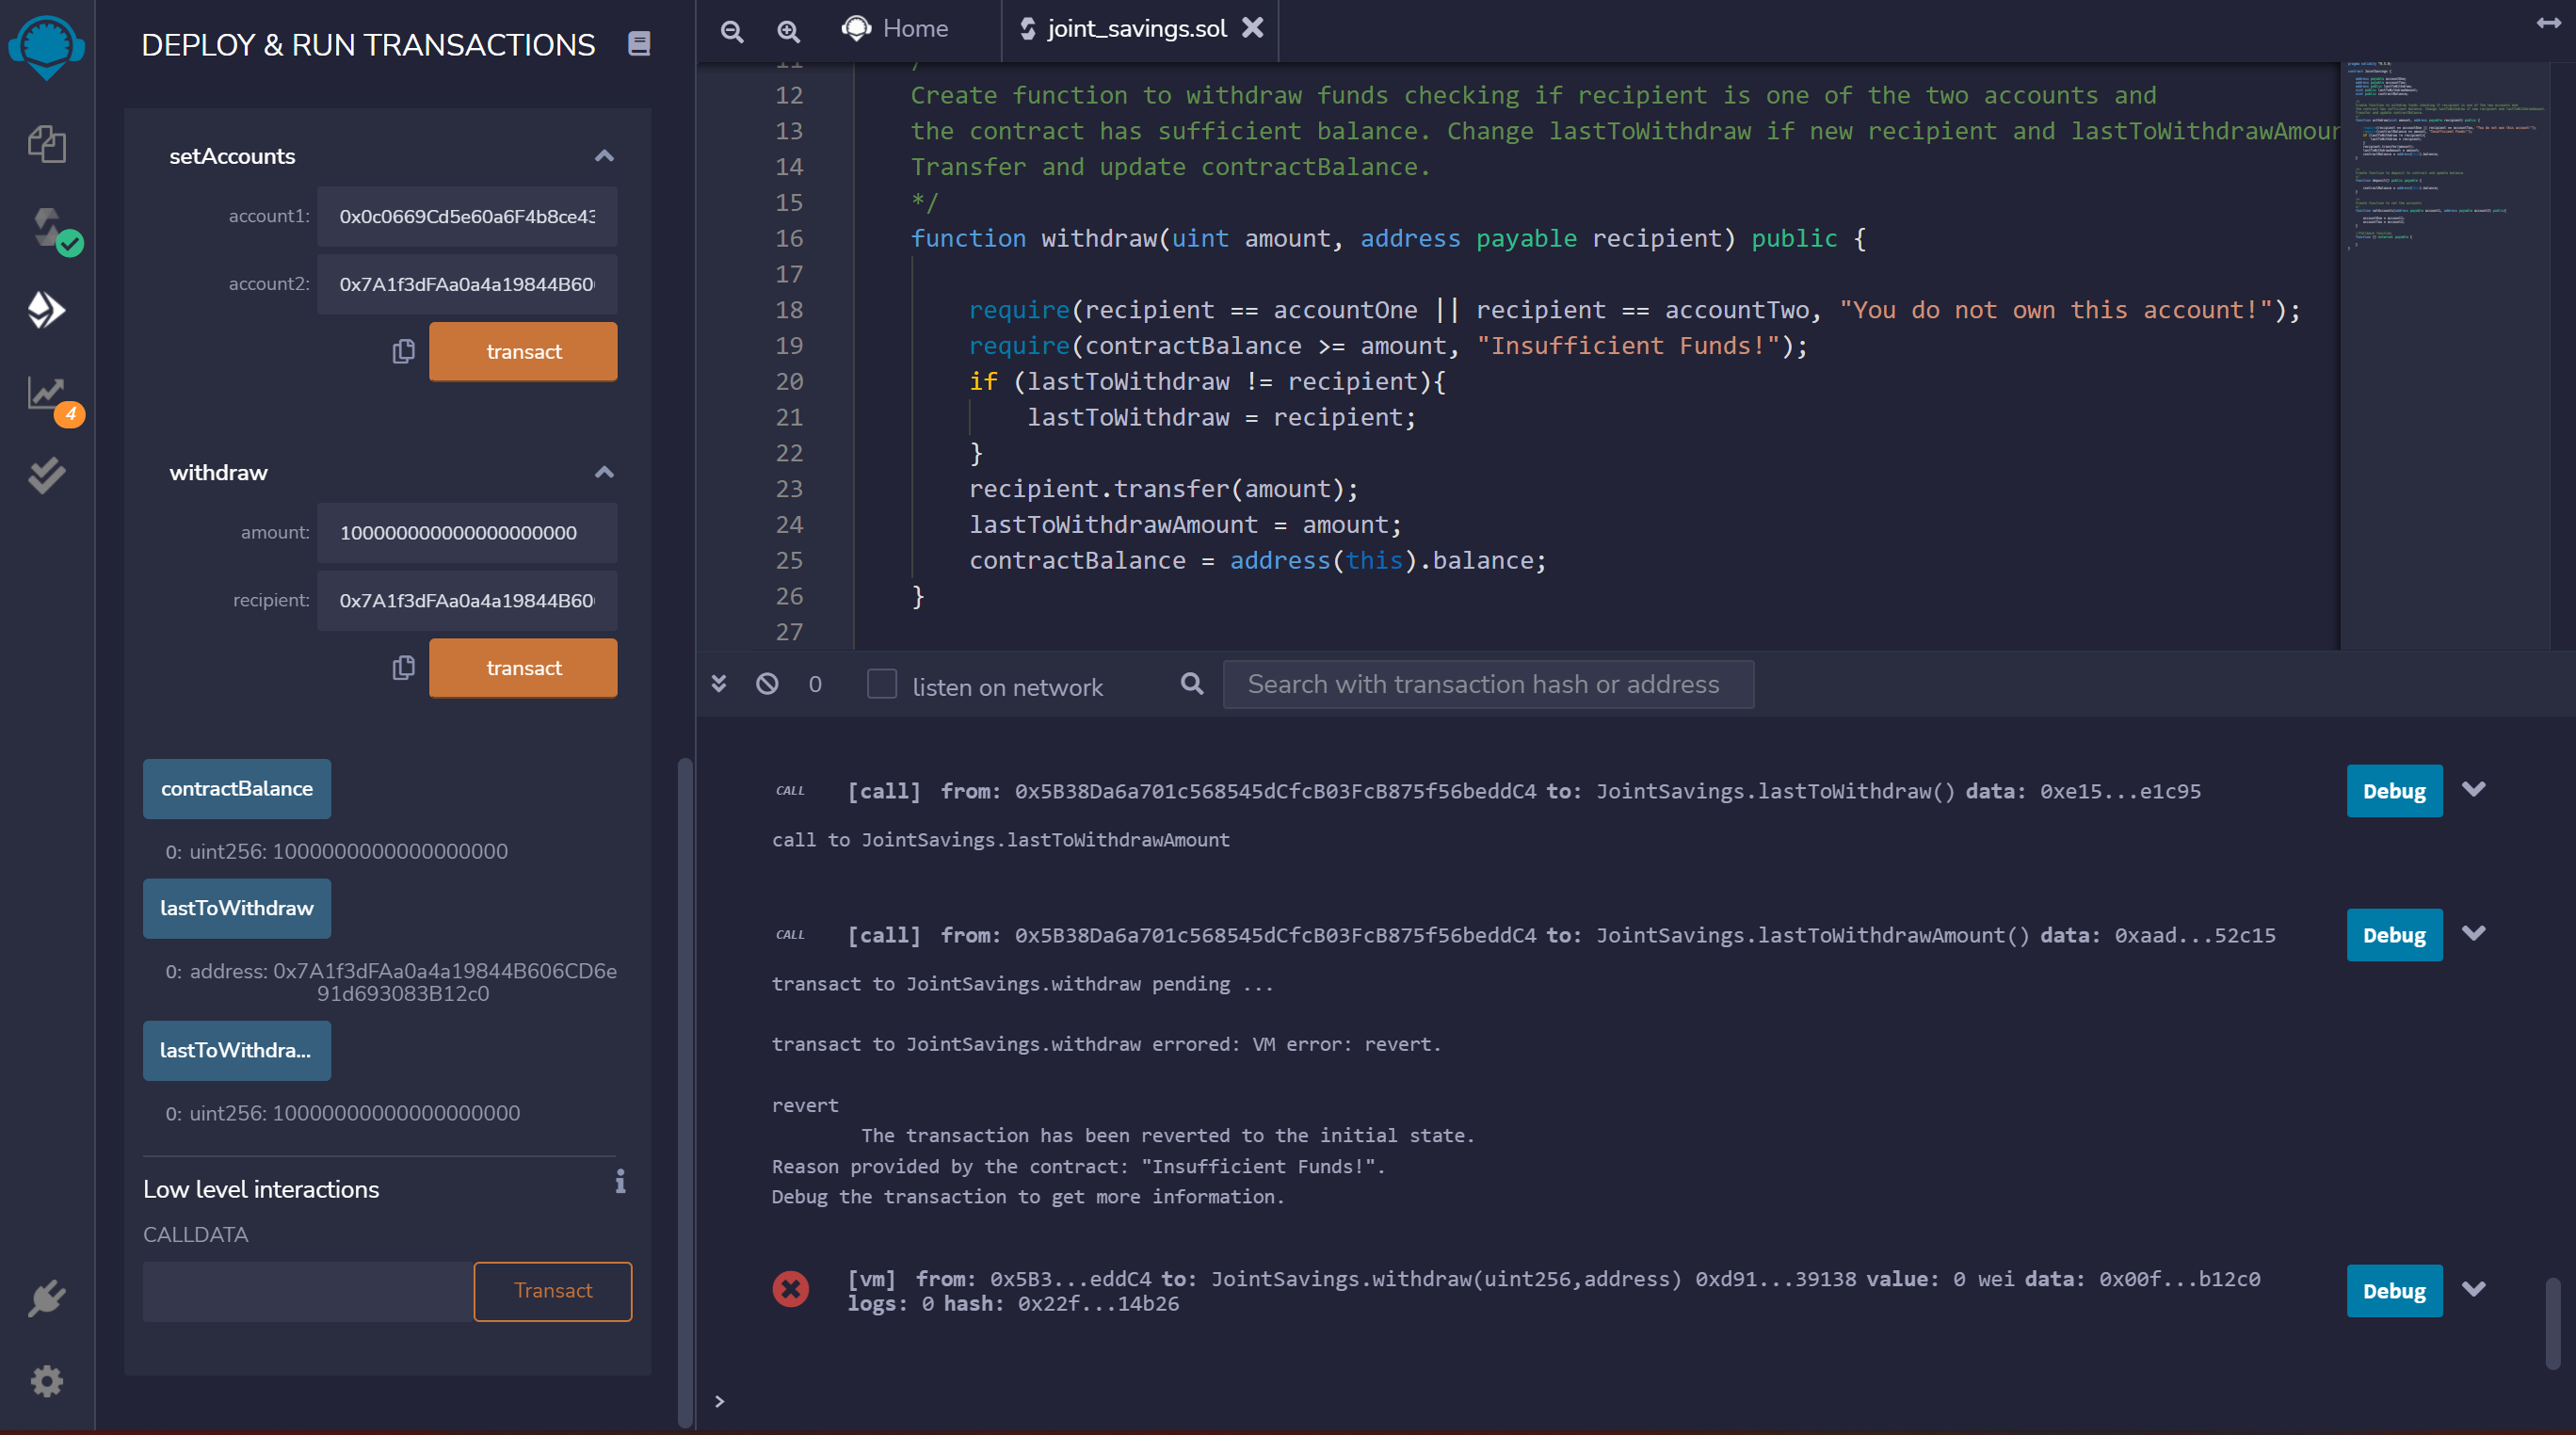 DEPLOY & RUN TRANSACTIONS
4
setAccounts
account1:
0x0c0669Cd5e60a6F4b8ce43
account2:
0x7A1f3dFAa0a4a19844B60
transact
withdraw
amount:
100000000000000000000
recipient:
0x7A1f3dFAa0a4a19844B60
transact
contractBalance
0: uint256: 1000000000000000000
lastToWithdraw
0: address: 0x7A1f3dFAa0a4a19844B606CD6e
91d693083B12c0
lastToWithdra...
0: uint256: 10000000000000000000
Low level interactions
CALLDATA
Transact
Home
joint_savings.sol
11
12 Create function to withdraw funds checking if recipient is one of the two accounts and
13 the contract has sufficient balance. Change lastToWithdraw if new recipient and lastToWithdrawAmour
14 Transfer and update contractBalance.
15 */
16 function withdraw(uint amount, address payable recipient) public {
17
18 require(recipient == accountOne || recipient == accountTwo, "You do not own this account!");
19 require(contractBalance >= amount, "Insufficient Funds!");
20 if (lastToWithdraw != recipient){
21 lastToWithdraw = recipient;
22 }
23 recipient.transfer(amount);
24 lastToWithdrawAmount = amount;
25 contractBalance = address(this).balance;
26 }
27
0
listen on network
Search with transaction hash or address
CALL [call] from: 0x5B38Da6a701c568545dCfcB03FcB875f56beddC4 to: JointSavings.lastToWithdraw() data: 0xe15...e1c95
Debug
call to JointSavings.lastToWithdrawAmount
CALL [call] from: 0x5B38Da6a701c568545dCfcB03FcB875f56beddC4 to: JointSavings.lastToWithdrawAmount() data: 0xaad...52c15
Debug
transact to JointSavings.withdraw pending ...
transact to JointSavings.withdraw errored: VM error: revert.
revert
The transaction has been reverted to the initial state.
Reason provided by the contract: "Insufficient Funds!".
Debug the transaction to get more information.
[vm] from: 0x5B3...eddC4 to: JointSavings.withdraw(uint256,address) 0xd91...39138 value: 0 wei data: 0x00f...b12c0
logs: 0 hash: 0x22f...14b26
Debug
>